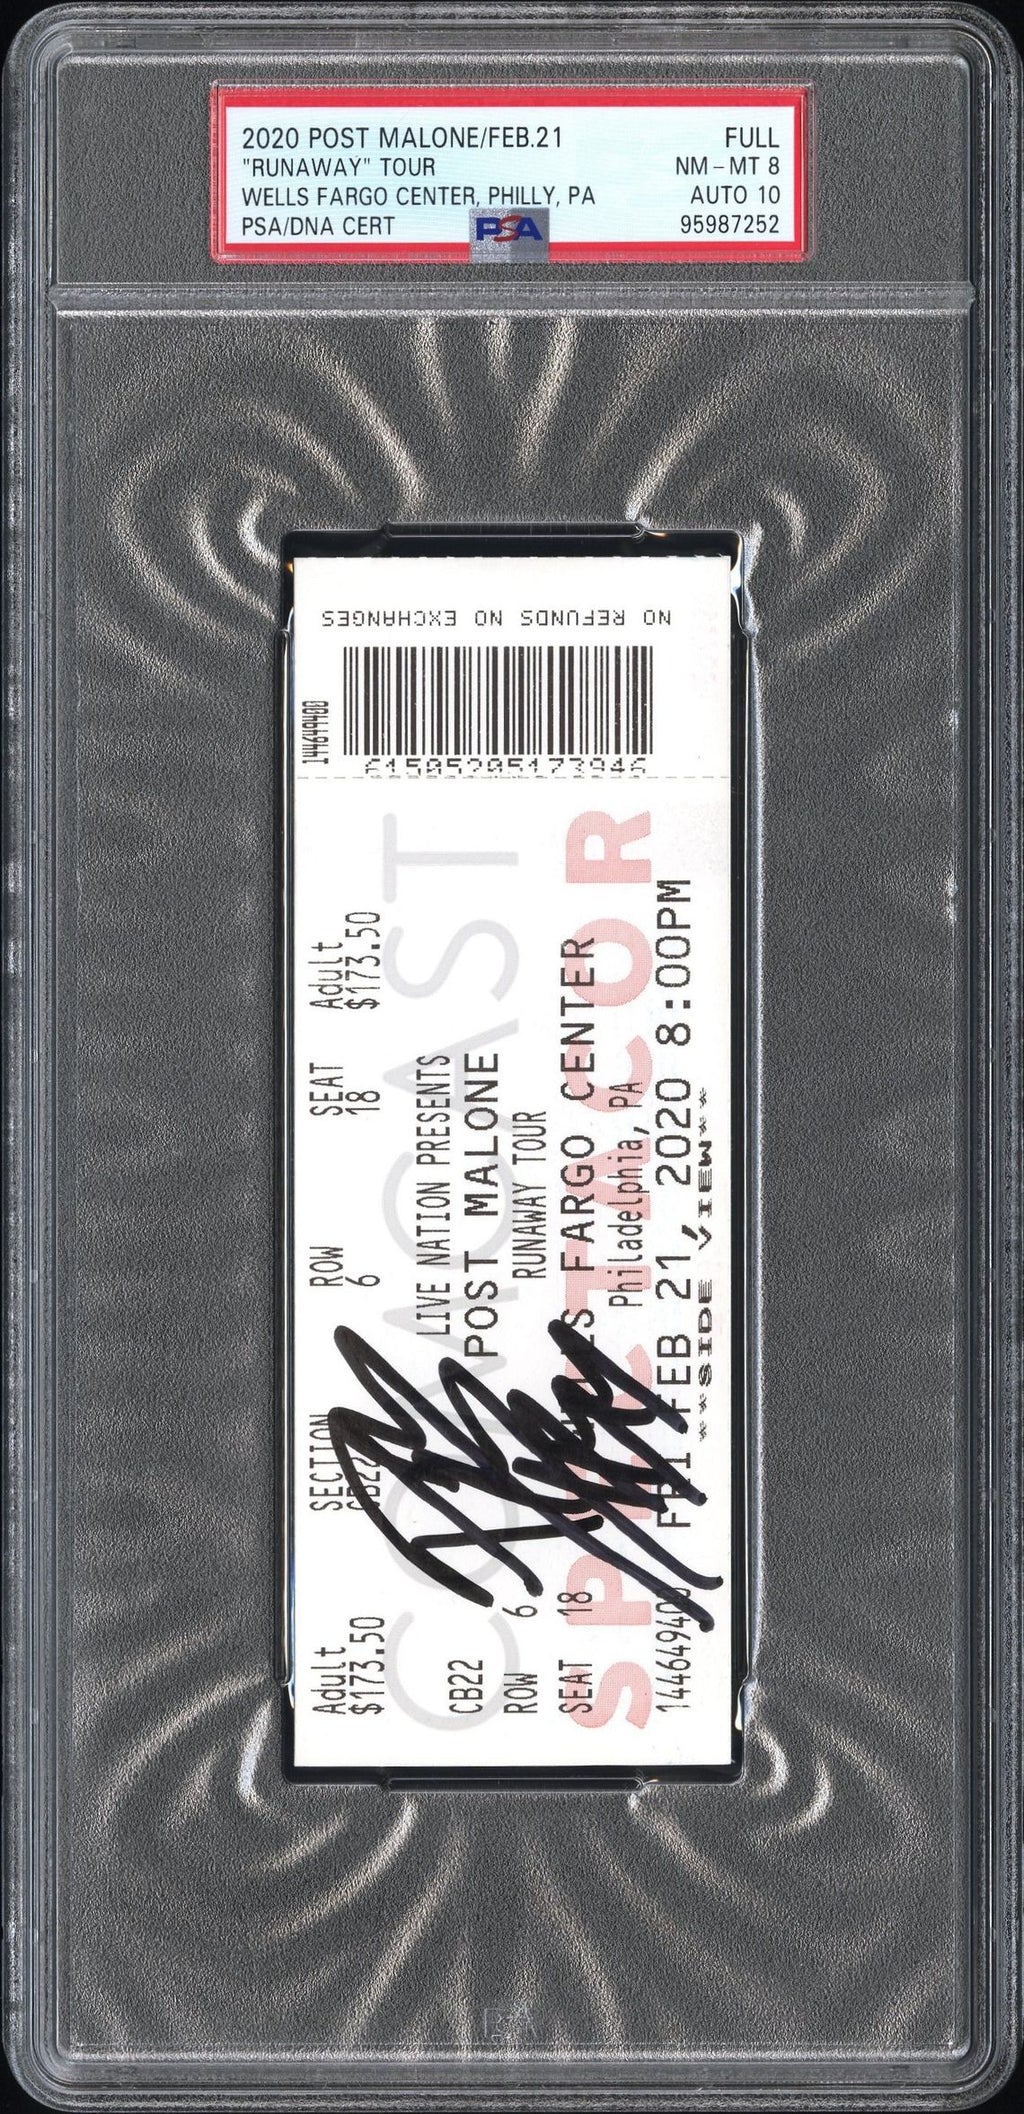 2020 POST MALONE/FEB.21 FULL
"RUNAWAY" TOUR NM-MT 8
WELLS FARGO CENTER, PHILLY, PA AUTO 10
PSA/DNA CERT 95987252
PSA
NO REFUNDS NO EXCHANGES
61505295173946
144649400
COMCAST
SPECTACOR
Adult
$173.50
SECTION ROW SEAT Adult
CB22 6 18 $173.50
LIVE NATION PRESENTS
POST MALONE
RUNAWAY TOUR
WELLS FARGO CENTER
Philadelphia, PA
FRI FEB 21, 2020 8:00PM
***SIDE VIEW**
CB22
ROW 6
SEAT 18
144649400